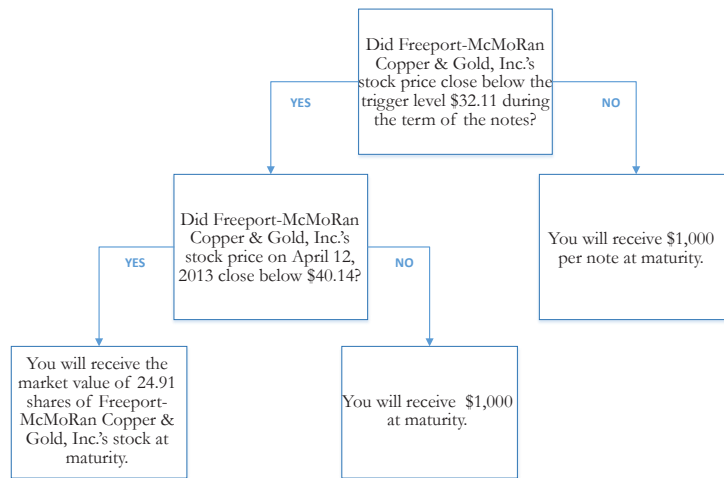 Did Freeport-McMoRan
Copper & Gold, Inc.'s
stock price close below the
trigger level $32.11 during
the term of the notes?
YES
NO
Did Freeport-McMoRan
Copper & Gold, Inc.'s
stock price on April 12,
2013 close below $40.14?
You will receive $1,000
per note at maturity.
YES
NO
You will receive the
market value of 24.91
shares of Freeport-
McMoRan Copper &
Gold, Inc.'s stock at
maturity.
You will receive $1,000
at maturity.